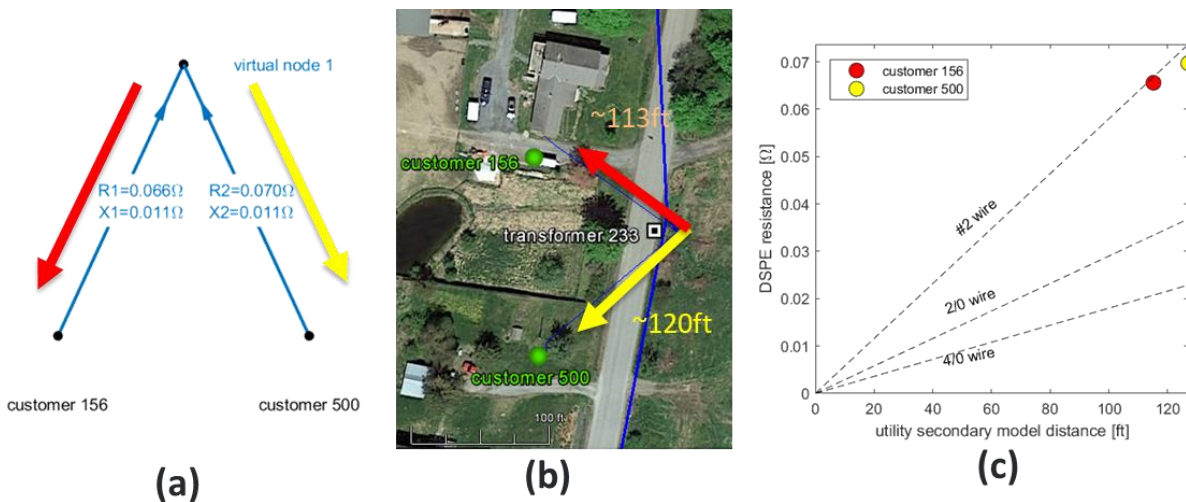 virtual node 1
R1=0.066Ω
X1=0.011Ω
R2=0.070Ω
X2=0.011Ω
customer 156
customer 500
(a)
~113ft
customer 156
transformer 233
~120ft
customer 500
100 ft
(b)
DSPE resistance [Ω]
0.07
0.06
0.05
0.04
0.03
0.02
0.01
0
customer 156
customer 500
#2 wire
2/0 wire
4/0 wire
0
20
40
60
80
100
120
utility secondary model distance [ft]
(c)